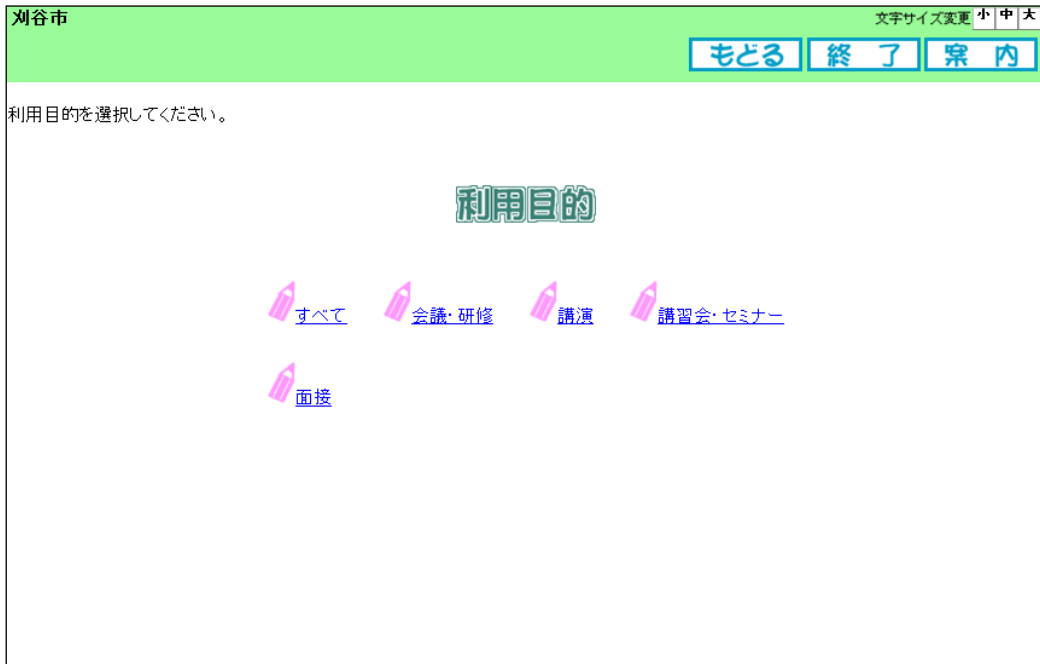 刈谷市
文字サイズ変更 小 中 大
もどる 終 了 案 内
利用目的を選択してください。
利用目的
すべて 会議・研修 講演 講習会・セミナー
面接